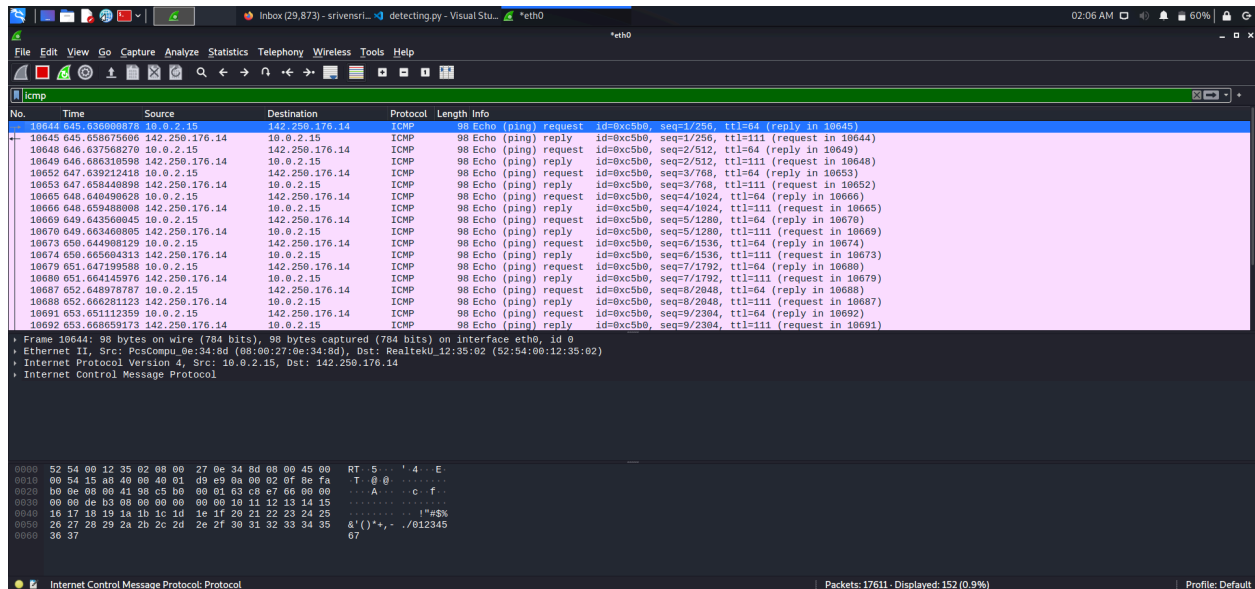 Inbox (29,873) – srivensri...
detecting.py - Visual Stu...
*eth0
02:06 AM
60%
*eth0
File Edit View Go Capture Analyze Statistics Telephony Wireless Tools Help
icmp
No. Time Source Destination Protocol Length Info
10644 645.636000878 10.0.2.15 142.250.176.14 ICMP 98 Echo (ping) request id=0xc5b0, seq=1/256, ttl=64 (reply in 10645)
10645 645.658675606 142.250.176.14 10.0.2.15 ICMP 98 Echo (ping) reply id=0xc5b0, seq=1/256, ttl=111 (request in 10644)
10648 646.637568270 10.0.2.15 142.250.176.14 ICMP 98 Echo (ping) request id=0xc5b0, seq=2/512, ttl=64 (reply in 10649)
10649 646.686310598 142.250.176.14 10.0.2.15 ICMP 98 Echo (ping) reply id=0xc5b0, seq=2/512, ttl=111 (request in 10648)
10652 647.639212418 10.0.2.15 142.250.176.14 ICMP 98 Echo (ping) request id=0xc5b0, seq=3/768, ttl=64 (reply in 10653)
10653 647.658440898 142.250.176.14 10.0.2.15 ICMP 98 Echo (ping) reply id=0xc5b0, seq=3/768, ttl=111 (request in 10652)
10665 648.640490628 10.0.2.15 142.250.176.14 ICMP 98 Echo (ping) request id=0xc5b0, seq=4/1024, ttl=64 (reply in 10666)
10666 648.659488008 142.250.176.14 10.0.2.15 ICMP 98 Echo (ping) reply id=0xc5b0, seq=4/1024, ttl=111 (request in 10665)
10669 649.643560045 10.0.2.15 142.250.176.14 ICMP 98 Echo (ping) request id=0xc5b0, seq=5/1280, ttl=64 (reply in 10670)
10670 649.663460805 142.250.176.14 10.0.2.15 ICMP 98 Echo (ping) reply id=0xc5b0, seq=5/1280, ttl=111 (request in 10669)
10673 650.644908129 10.0.2.15 142.250.176.14 ICMP 98 Echo (ping) request id=0xc5b0, seq=6/1536, ttl=64 (reply in 10674)
10674 650.665604313 142.250.176.14 10.0.2.15 ICMP 98 Echo (ping) reply id=0xc5b0, seq=6/1536, ttl=111 (request in 10673)
10679 651.647199588 10.0.2.15 142.250.176.14 ICMP 98 Echo (ping) request id=0xc5b0, seq=7/1792, ttl=64 (reply in 10680)
10680 651.664145976 142.250.176.14 10.0.2.15 ICMP 98 Echo (ping) reply id=0xc5b0, seq=7/1792, ttl=111 (request in 10679)
10687 652.648978787 10.0.2.15 142.250.176.14 ICMP 98 Echo (ping) request id=0xc5b0, seq=8/2048, ttl=64 (reply in 10688)
10688 652.666281123 142.250.176.14 10.0.2.15 ICMP 98 Echo (ping) reply id=0xc5b0, seq=8/2048, ttl=111 (request in 10687)
10691 653.651112359 10.0.2.15 142.250.176.14 ICMP 98 Echo (ping) request id=0xc5b0, seq=9/2304, ttl=64 (reply in 10692)
10692 653.668659173 142.250.176.14 10.0.2.15 ICMP 98 Echo (ping) reply id=0xc5b0, seq=9/2304, ttl=111 (request in 10691)
Frame 10644: 98 bytes on wire (784 bits), 98 bytes captured (784 bits) on interface eth0, id 0
Ethernet II, Src: PcsCompu_0e:34:8d (08:00:27:0e:34:8d), Dst: RealtekU_12:35:02 (52:54:00:12:35:02)
Internet Protocol Version 4, Src: 10.0.2.15, Dst: 142.250.176.14
Internet Control Message Protocol
0000 52 54 00 12 35 02 08 00 27 0e 34 8d 08 00 45 00 RT··5···'·4···E·
0010 00 54 15 a8 40 00 40 01 d9 e9 0a 00 02 0f 8e fa ·T··@·@·········
0020 b0 0e 08 00 41 98 c5 b0 00 01 63 c8 e7 66 00 00 ····A·····c··f··
0030 00 00 de b3 08 00 00 00 00 00 10 11 12 13 14 15 ················
0040 16 17 18 19 1a 1b 1c 1d 1e 1f 20 21 22 23 24 25 ·········· !"#$%
0050 26 27 28 29 2a 2b 2c 2d 2e 2f 30 31 32 33 34 35 &'()*+,- ./012345
0060 36 37 67
Internet Control Message Protocol: Protocol
Packets: 17611 · Displayed: 152 (0.9%)
Profile: Default